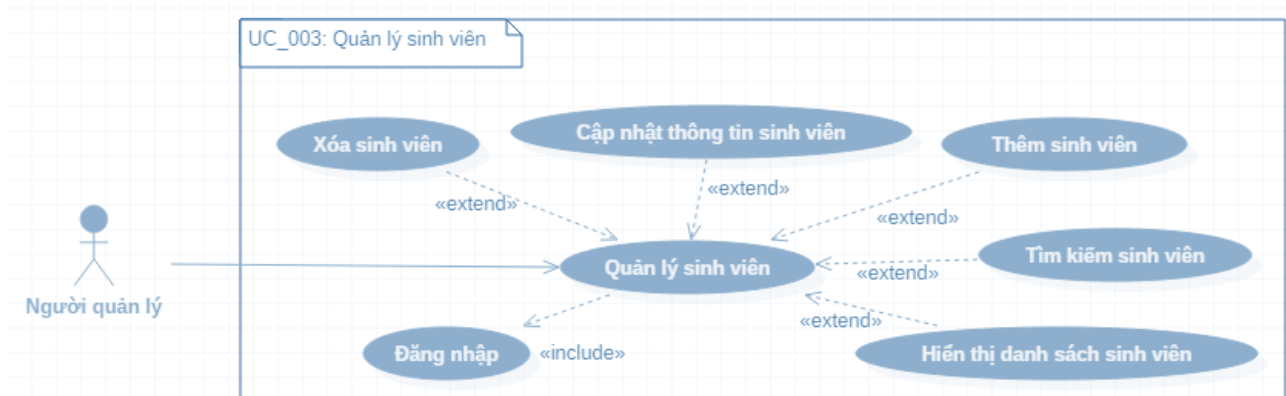 UC_003: Quản lý sinh viên
Xóa sinh viên
Cập nhật thông tin sinh viên
Thêm sinh viên
«extend»
«extend»
«extend»
Người quản lý
Quản lý sinh viên
«extend»
Tìm kiếm sinh viên
«extend»
Đăng nhập
«include»
Hiển thị danh sách sinh viên